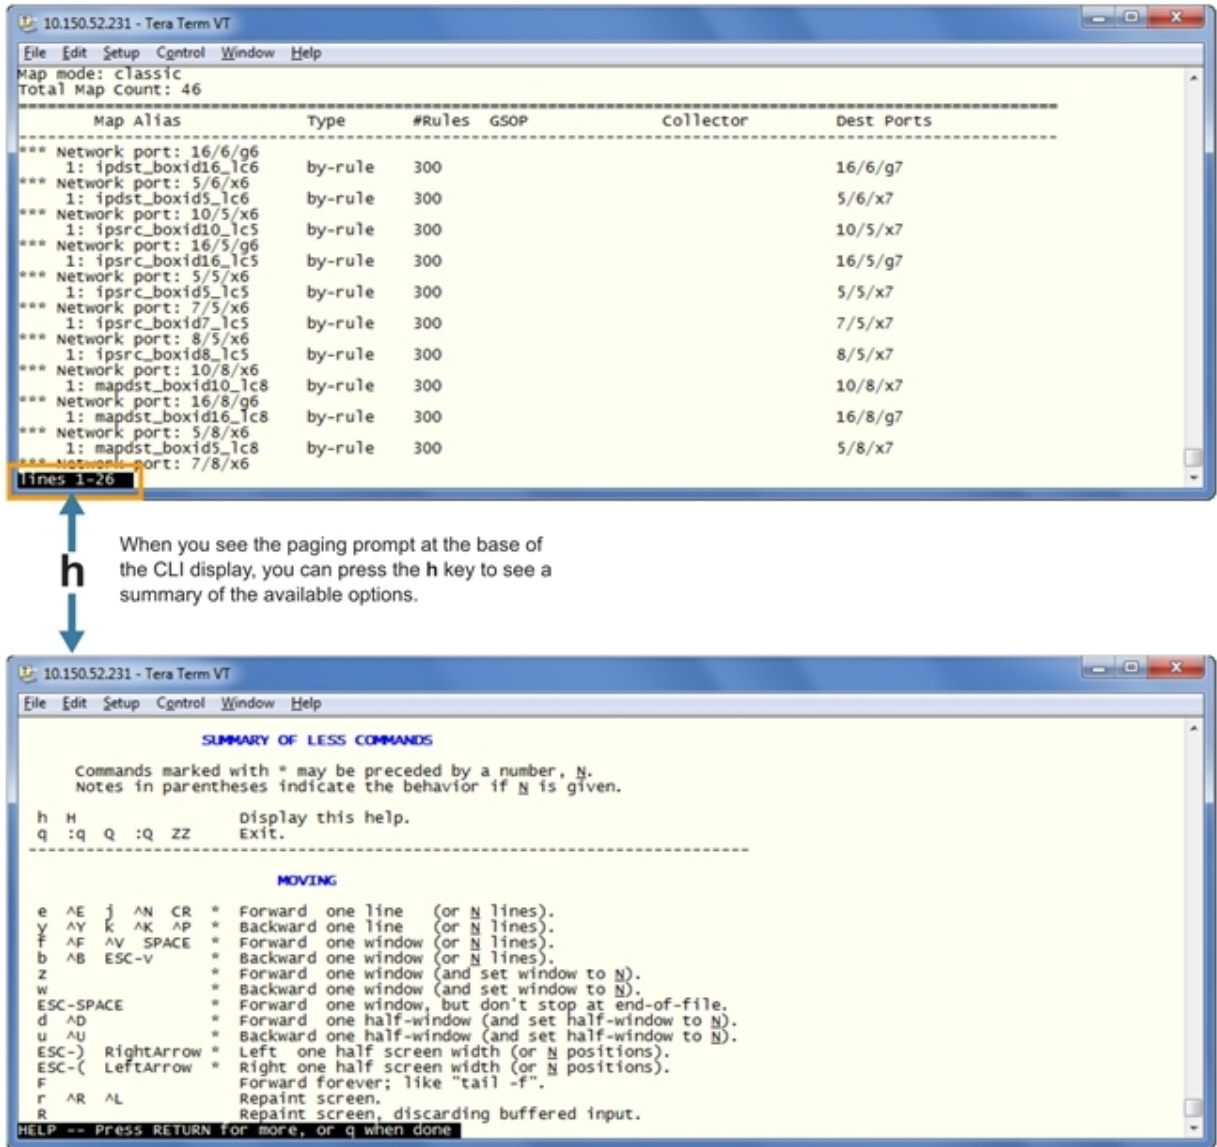 10.150.52.231 - Tera Term VT
File Edit Setup Control Window Help
Map mode: classic
Total Map Count: 46
================================================================================
Map Alias Type #Rules GSOP Collector Dest Ports
--------------------------------------------------------------------------------
*** Network port: 16/6/g6
1: ipdst_boxid16_lc6 by-rule 300 16/6/g7
*** Network port: 5/6/x6
1: ipdst_boxid5_lc6 by-rule 300 5/6/x7
*** Network port: 10/5/x6
1: ipsrc_boxid10_lc5 by-rule 300 10/5/x7
*** Network port: 16/5/g6
1: ipsrc_boxid16_lc5 by-rule 300 16/5/g7
*** Network port: 5/5/x6
1: ipsrc_boxid5_lc5 by-rule 300 5/5/x7
*** Network port: 7/5/x6
1: ipsrc_boxid7_lc5 by-rule 300 7/5/x7
*** Network port: 8/5/x6
1: ipsrc_boxid8_lc5 by-rule 300 8/5/x7
*** Network port: 10/8/x6
1: mapdst_boxid10_lc8 by-rule 300 10/8/x7
*** Network port: 16/8/g6
1: mapdst_boxid16_lc8 by-rule 300 16/8/g7
*** Network port: 5/8/x6
1: mapdst_boxid5_lc8 by-rule 300 5/8/x7
*** Network port: 7/8/x6
lines 1-26
h
When you see the paging prompt at the base of
the CLI display, you can press the h key to see a
summary of the available options.
10.150.52.231 - Tera Term VT
File Edit Setup Control Window Help
SUMMARY OF LESS COMMANDS
Commands marked with * may be preceded by a number, N.
Notes in parentheses indicate the behavior if N is given.
h H Display this help.
q :q Q :Q ZZ Exit.
--------------------------------------------------------------------------------
MOVING
e ^E j ^N CR * Forward one line (or N lines).
y ^Y k ^K ^P * Backward one line (or N lines).
f ^F ^V SPACE * Forward one window (or N lines).
b ^B ESC-v * Backward one window (or N lines).
z * Forward one window (and set window to N).
w * Backward one window (and set window to N).
ESC-SPACE * Forward one window, but don't stop at end-of-file.
d ^D * Forward one half-window (and set half-window to N).
u ^U * Backward one half-window (and set half-window to N).
ESC-) RightArrow * Left one half screen width (or N positions).
ESC-( LeftArrow * Right one half screen width (or N positions).
F Forward forever; like "tail -f".
r ^R ^L Repaint screen.
R Repaint screen, discarding buffered input.
HELP -- Press RETURN for more, or q when done